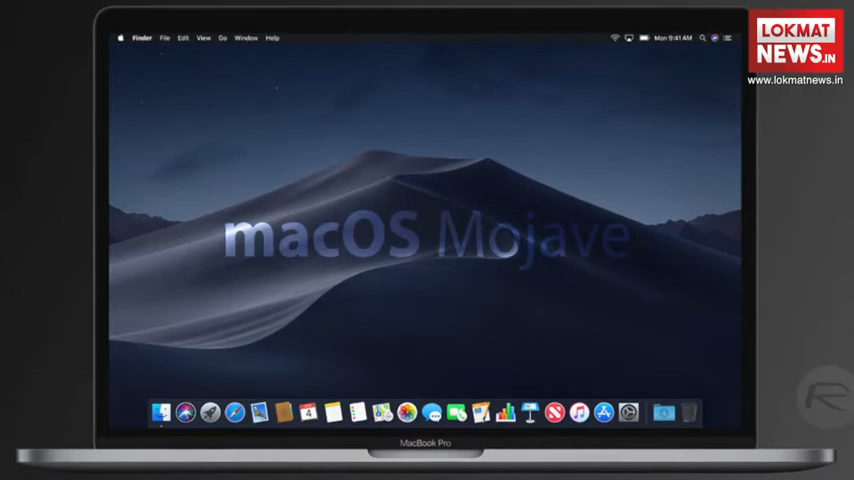 Finder File Edit View Go Window Help
Mon 9:41 AM
LOKMAT
NEWS.IN
www.lokmatnews.in
macOS Mojave
4
MacBook Pro